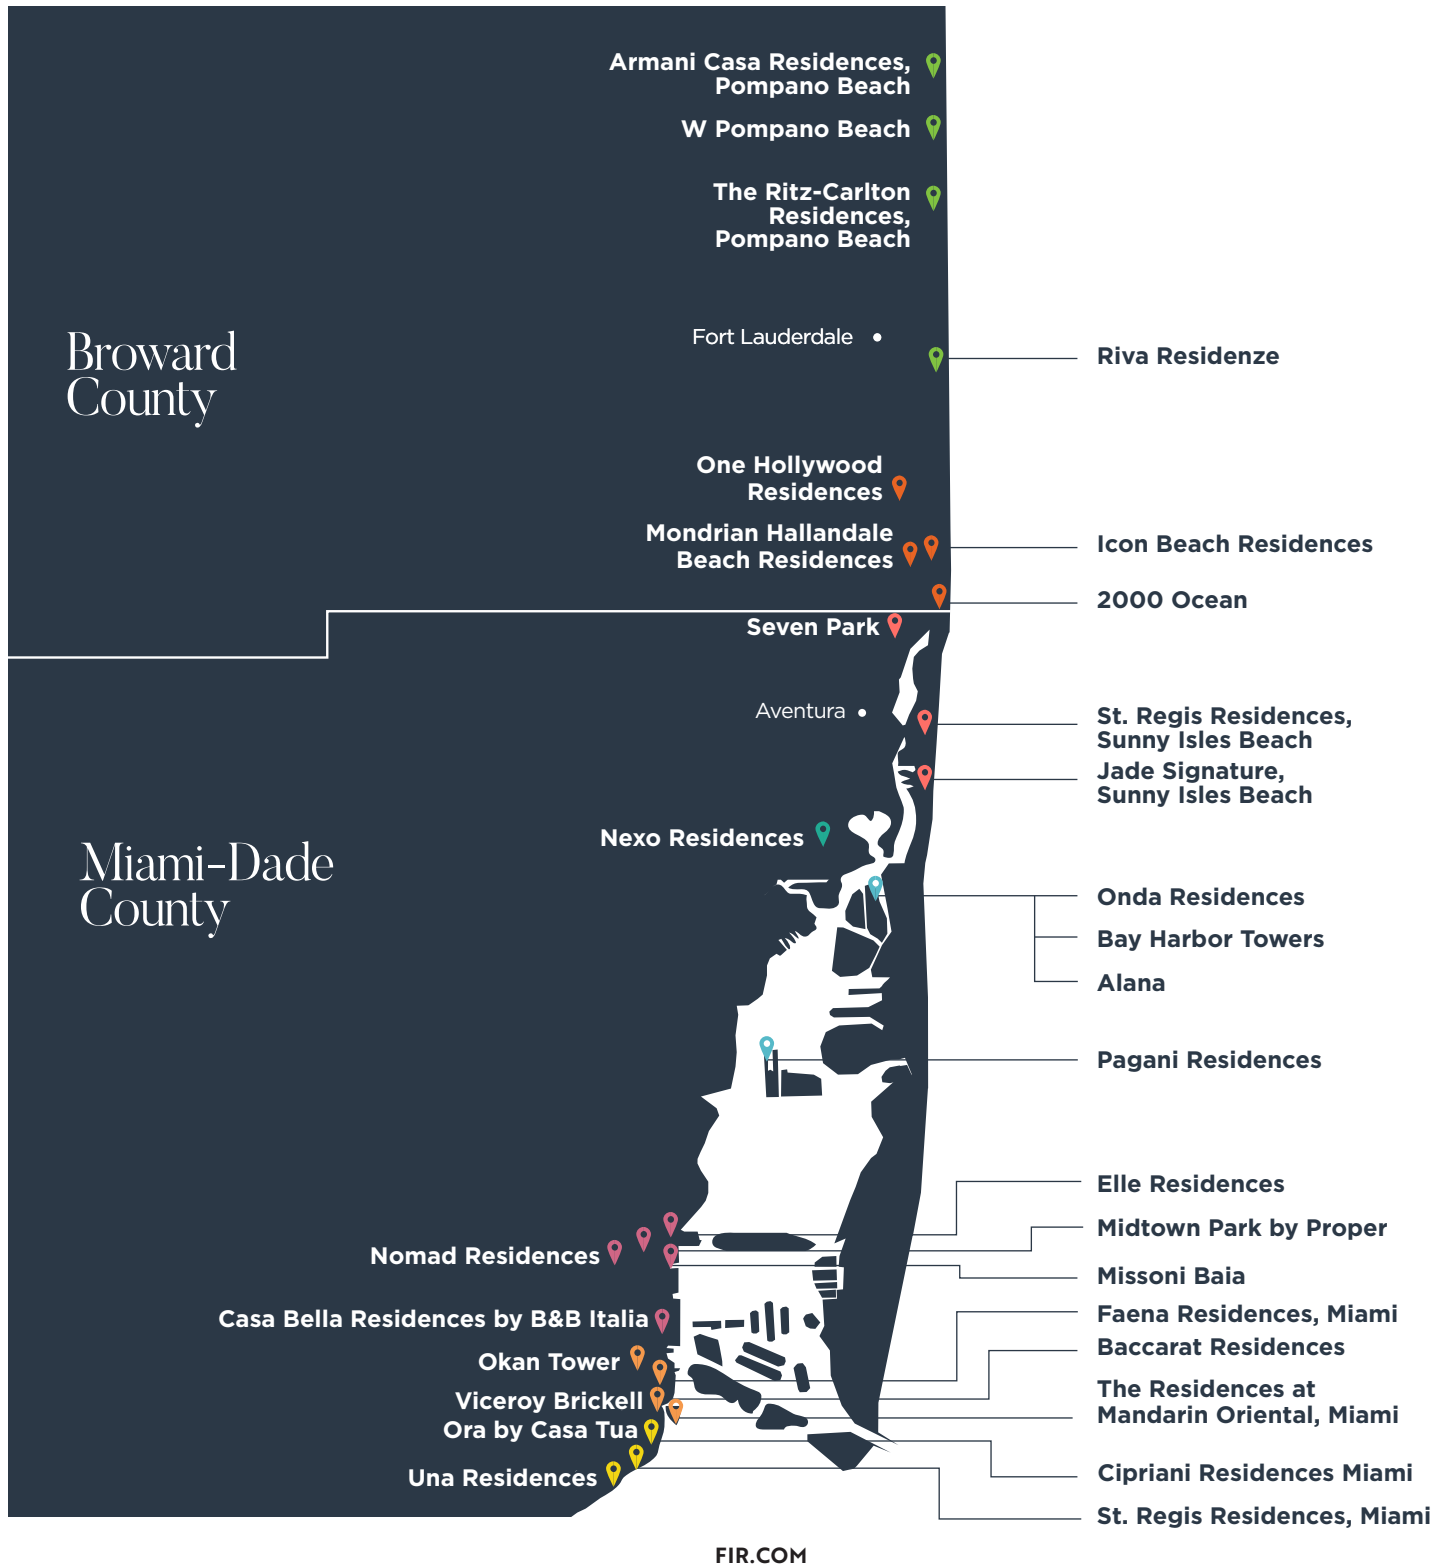 Armani Casa Residences,
Pompano Beach
W Pompano Beach
The Ritz-Carlton
Residences,
Pompano Beach
Broward
County
Fort Lauderdale
Riva Residenze
One Hollywood
Residences
Mondrian Hallandale
Beach Residences
Icon Beach Residences
2000 Ocean
Seven Park
Aventura
St. Regis Residences,
Sunny Isles Beach
Jade Signature,
Sunny Isles Beach
Nexo Residences
Miami-Dade
County
Onda Residences
Bay Harbor Towers
Alana
Pagani Residences
Elle Residences
Midtown Park by Proper
Nomad Residences
Missoni Baia
Faena Residences, Miami
Casa Bella Residences by B&B Italia
Baccarat Residences
Okan Tower
The Residences at
Mandarin Oriental, Miami
Viceroy Brickell
Ora by Casa Tua
Cipriani Residences Miami
Una Residences
St. Regis Residences, Miami
FIR.COM